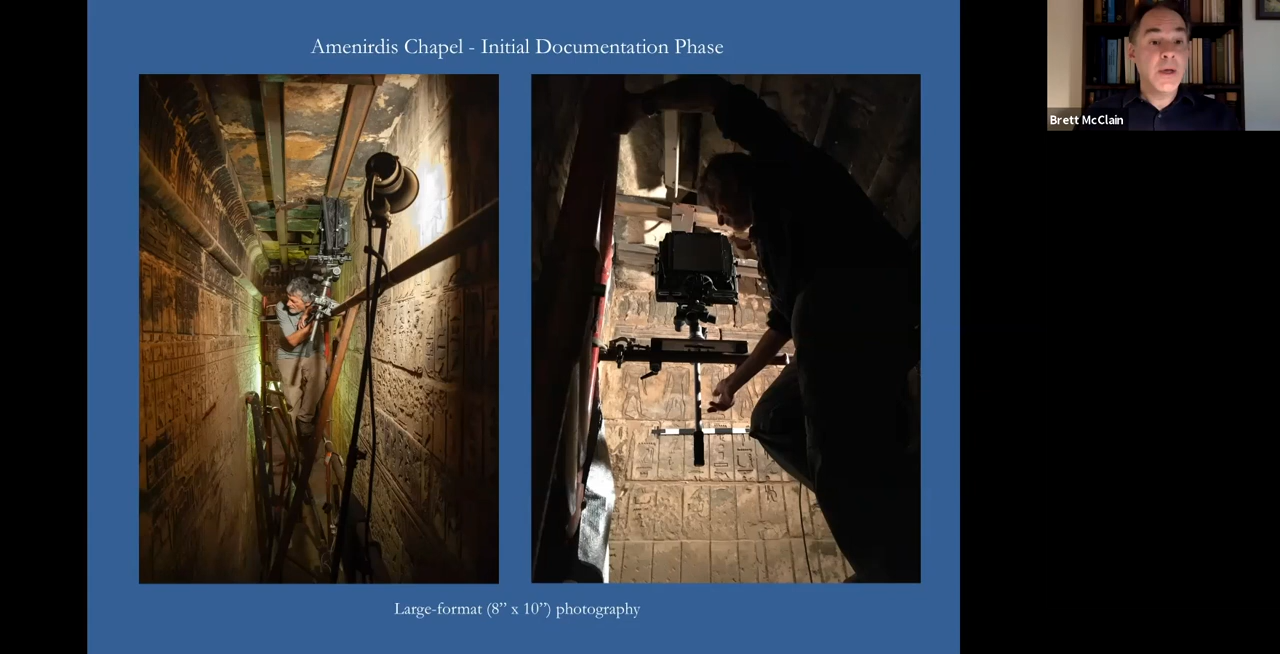 Amenirdis Chapel - Initial Documentation Phase
Brett McClain
Large-format (8” x 10”) photography